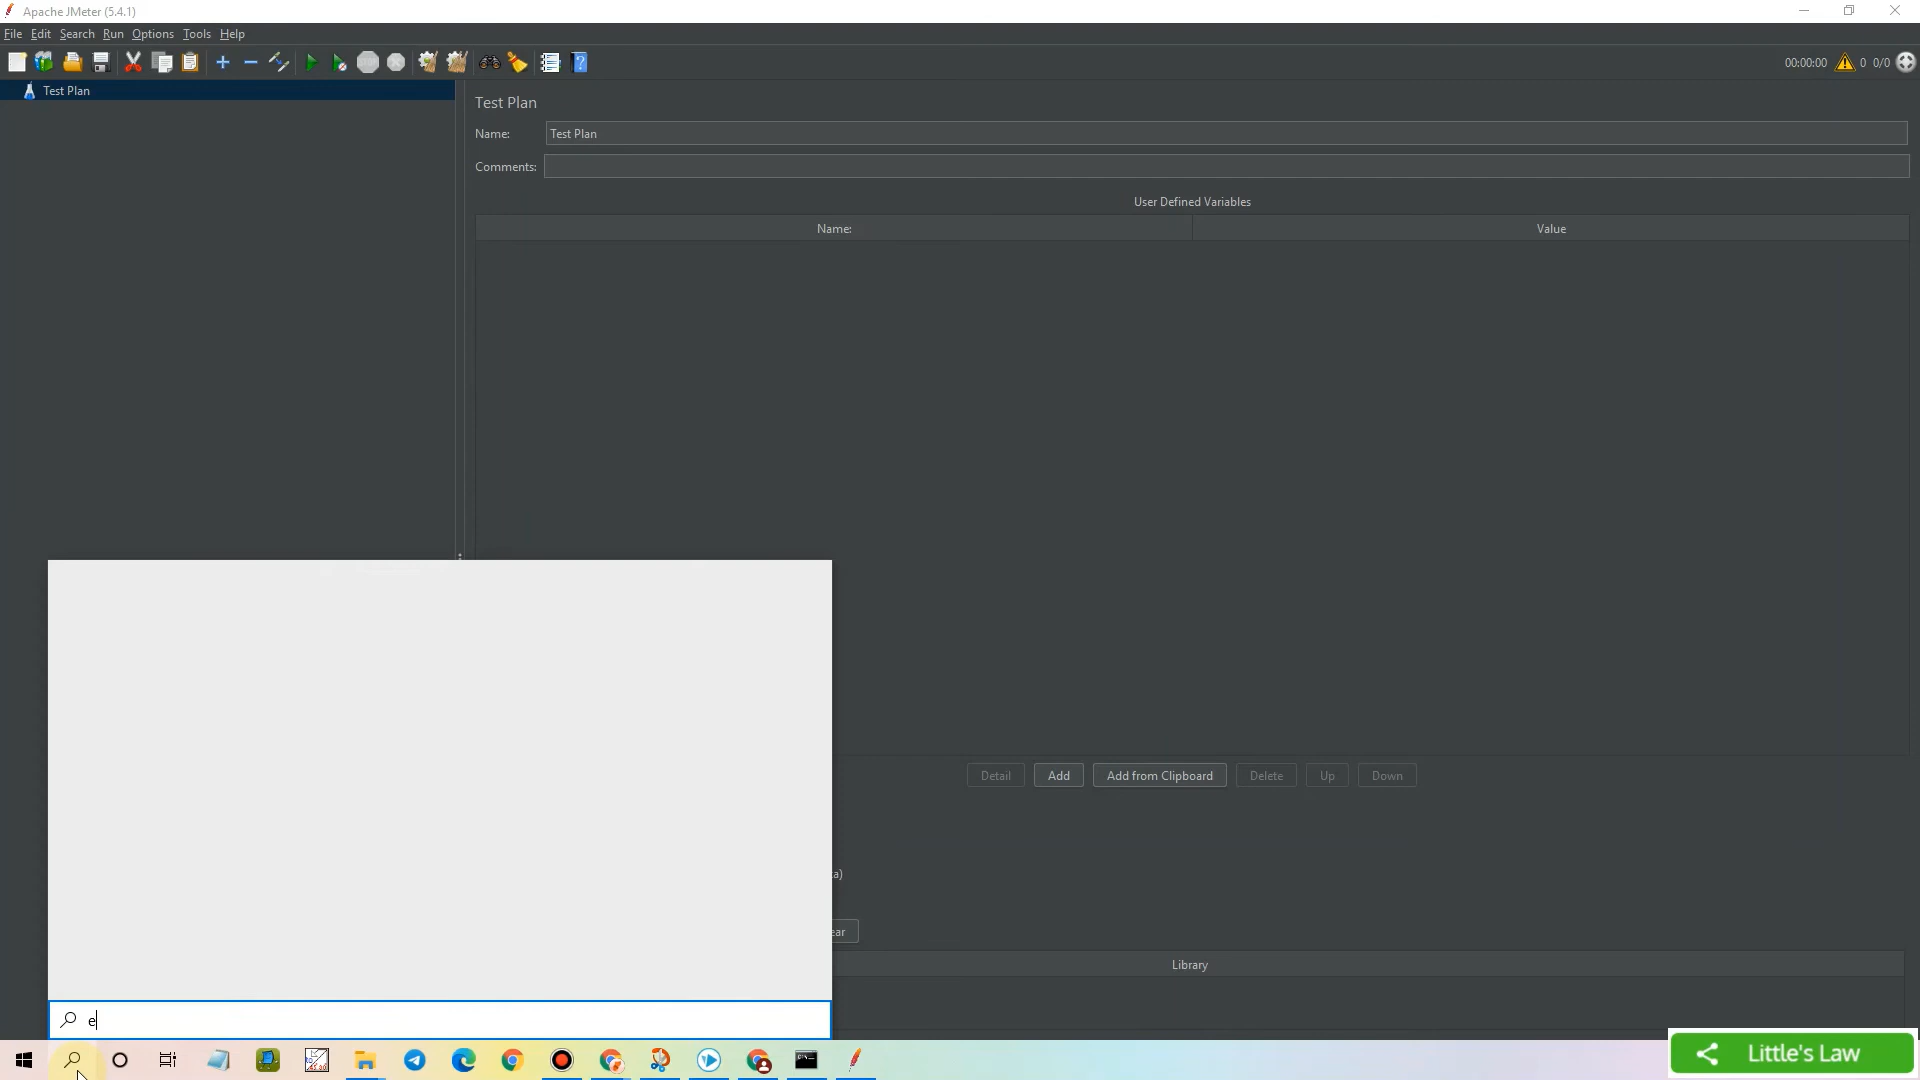 Apache JMeter (5.4.1)
File Edit Search Run Options Tools Help
00:00:00 0 0/0
Test Plan
Test Plan
Name: Test Plan
Comments:
User Defined Variables
Name: Value
Detail Add Add from Clipboard Delete Up Down
ta)
ear
Library
e
Little's Law